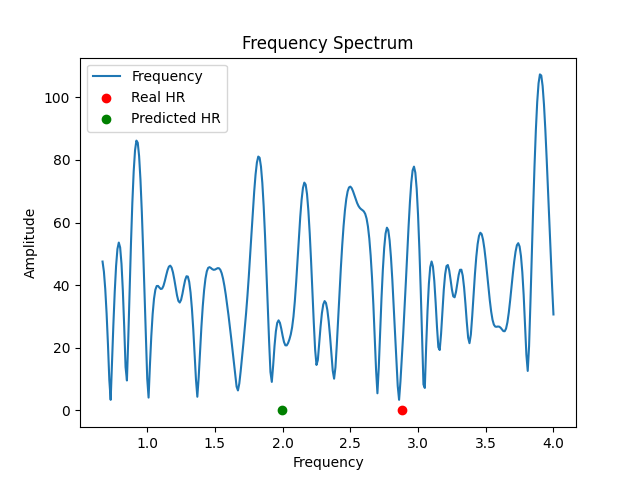 Frequency Spectrum
Frequency
Real HR
Predicted HR
Amplitude
100
80
60
40
20
0
1.0 1.5 2.0 2.5 3.0 3.5 4.0
Frequency